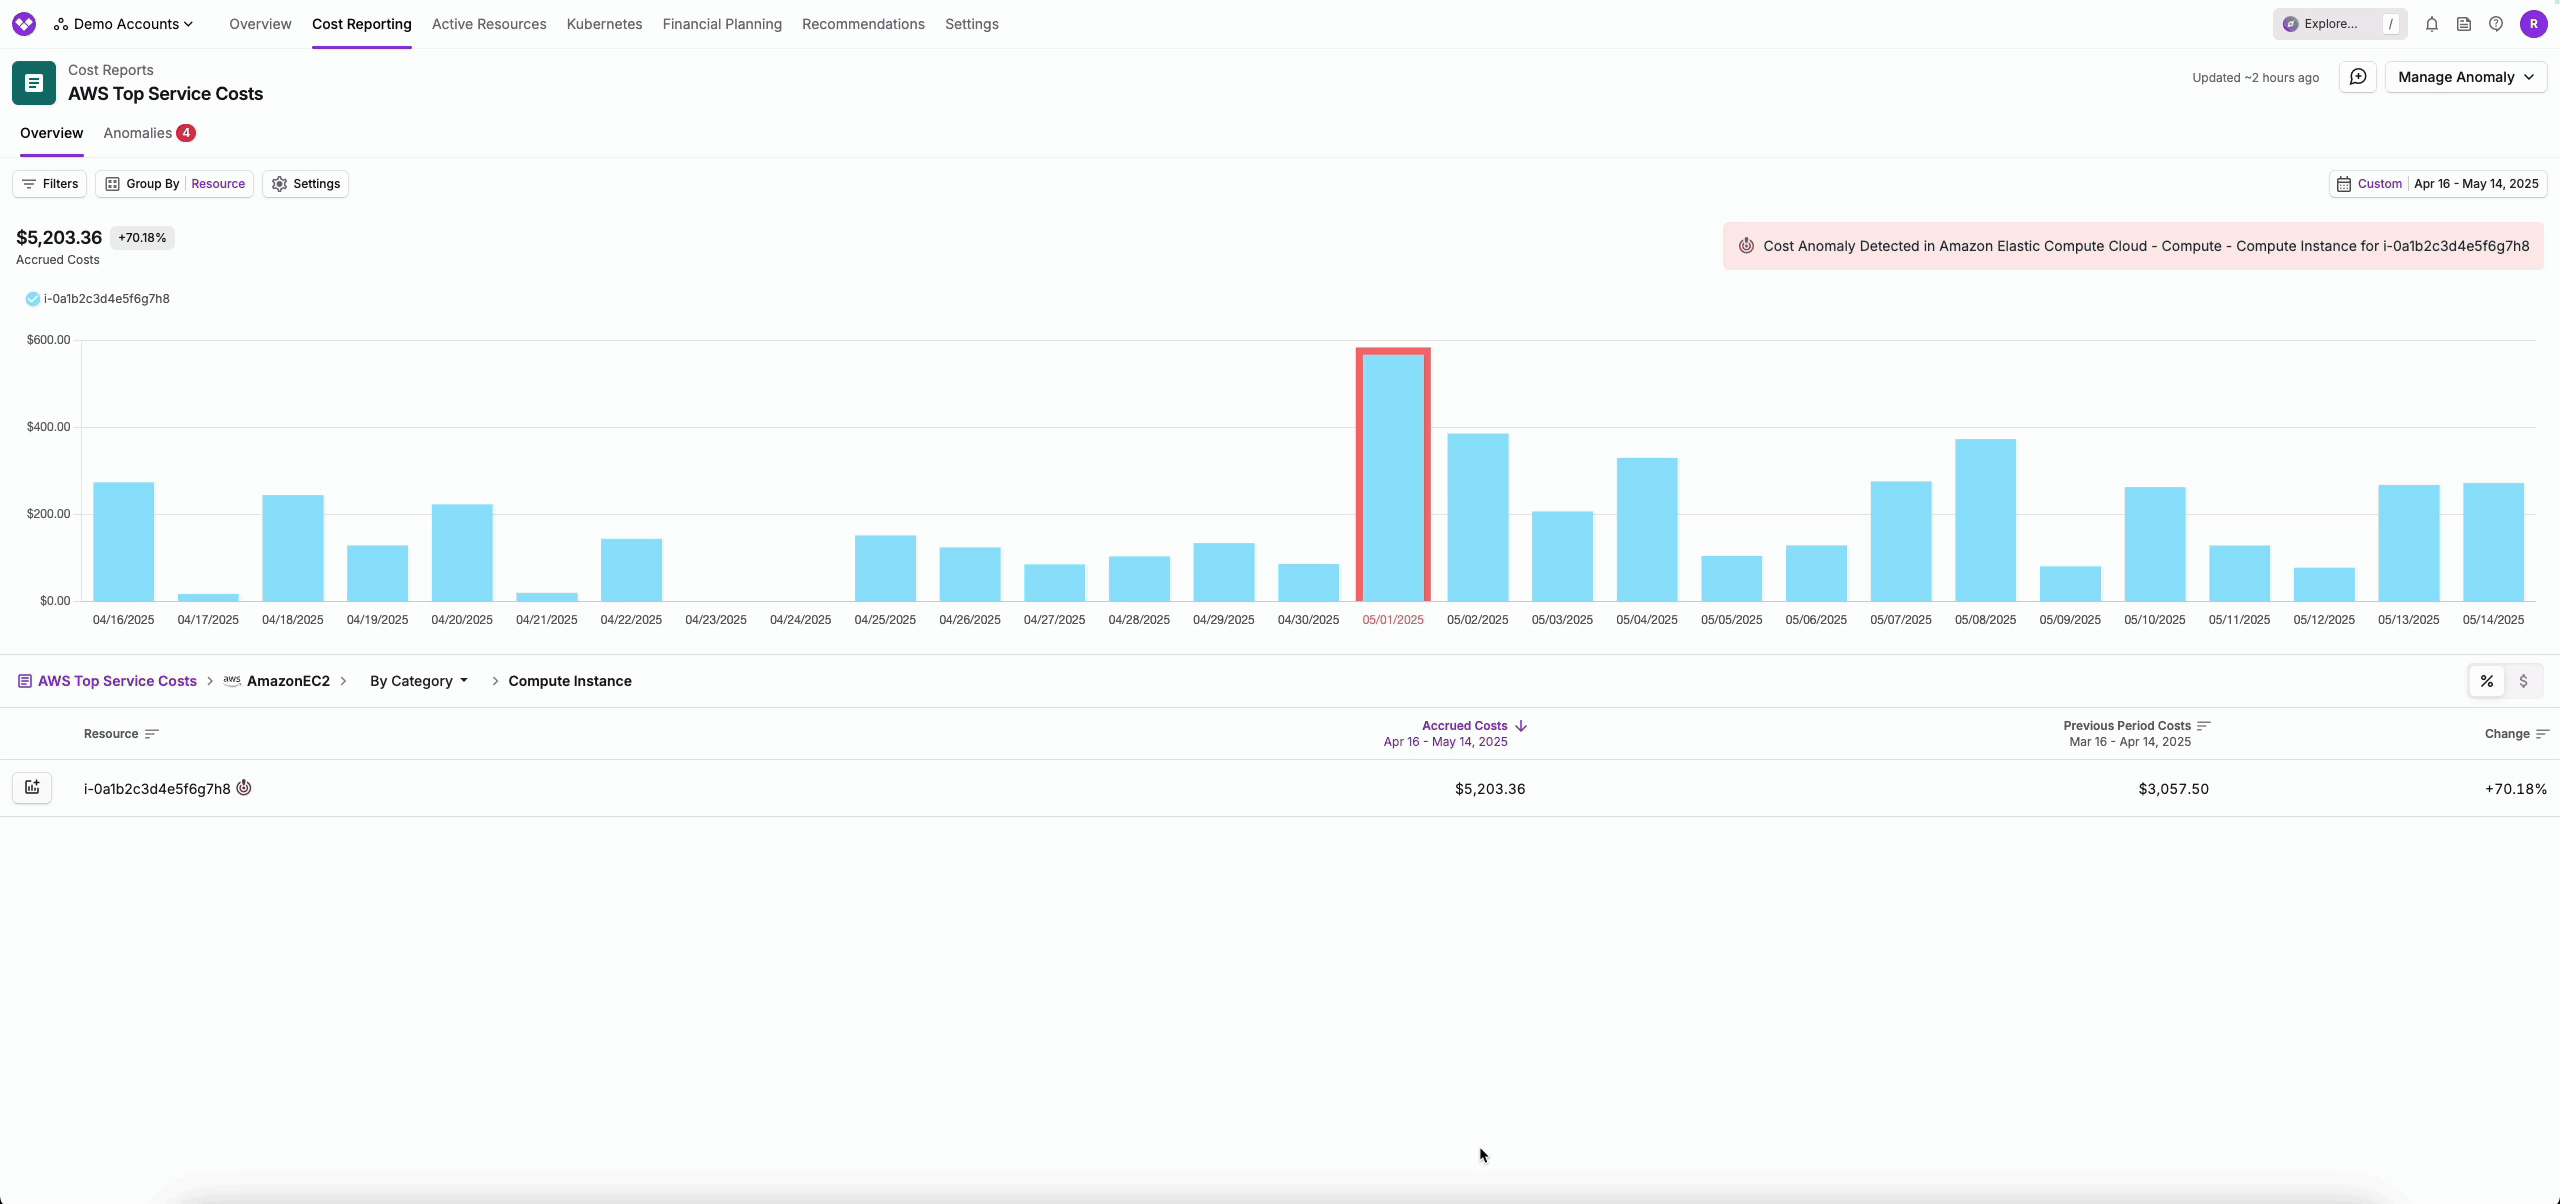 Demo Accounts Overview Cost Reporting Active Resources Kubernetes Financial Planning Recommendations Settings Explore... / R
Cost Reports
AWS Top Service Costs
Updated ~2 hours ago Manage Anomaly
Overview Anomalies 4
Filters Group By Resource Settings Custom Apr 16 - May 14, 2025
$5,203.36 +70.18%
Accrued Costs
Cost Anomaly Detected in Amazon Elastic Compute Cloud - Compute - Compute Instance for i-0a1b2c3d4e5f6g7h8
i-0a1b2c3d4e5f6g7h8
$600.00
$400.00
$200.00
$0.00
04/16/2025 04/17/2025 04/18/2025 04/19/2025 04/20/2025 04/21/2025 04/22/2025 04/23/2025 04/24/2025 04/25/2025 04/26/2025 04/27/2025 04/28/2025 04/29/2025 04/30/2025 05/01/2025 05/02/2025 05/03/2025 05/04/2025 05/05/2025 05/06/2025 05/07/2025 05/08/2025 05/09/2025 05/10/2025 05/11/2025 05/12/2025 05/13/2025 05/14/2025
AWS Top Service Costs > aws AmazonEC2 > By Category > Compute Instance % $
Resource Accrued Costs Previous Period Costs Change
Apr 16 - May 14, 2025 Mar 16 - Apr 14, 2025
i-0a1b2c3d4e5f6g7h8 $5,203.36 $3,057.50 +70.18%